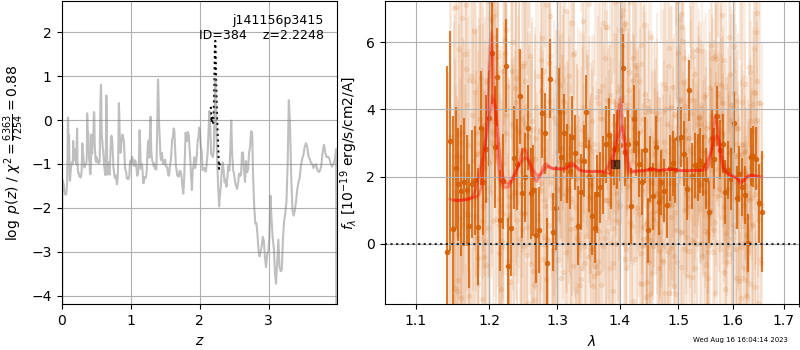 j141156p3415
ID=384 z=2.2248
log p(z) / χ² = 6363/7254 = 0.88
2
1
0
−1
−2
−3
−4
0 1 2 3
z
fλ [10⁻¹⁹ erg/s/cm2/A]
6
4
2
0
1.1 1.2 1.3 1.4 1.5 1.6 1.7
λ
Wed Aug 16 16:04:14 2023